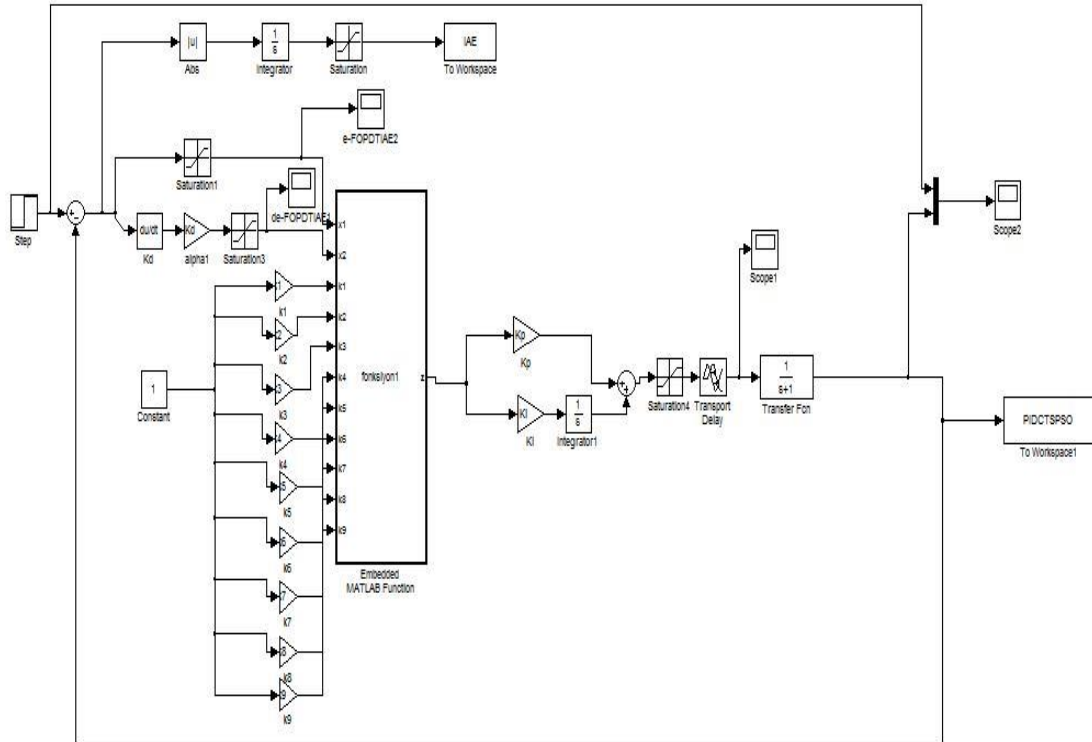 |u|
Abs
1
s
Integrator
Saturation
IAE
To Workspace
e-FOPDTIAE2
Saturation1
de-FOPDTIAE1
Step
+
-
du/dt
Kd
Kd
alpha1
Saturation3
x1
x2
k1
k2
k3
k4
k5
k6
k7
k8
k9
z
Embedded
MATLAB Function
1
Constant
1
k1
2
k2
3
k3
4
k4
5
k5
6
k6
7
k7
8
k8
9
k9
Kp
Kp
KI
KI
1
s
Integrator1
+
+
Saturation4
Transport
Delay
Scope1
1
s+1
Transfer Fcn
Scope2
PIDCTSPSO
To Workspace1